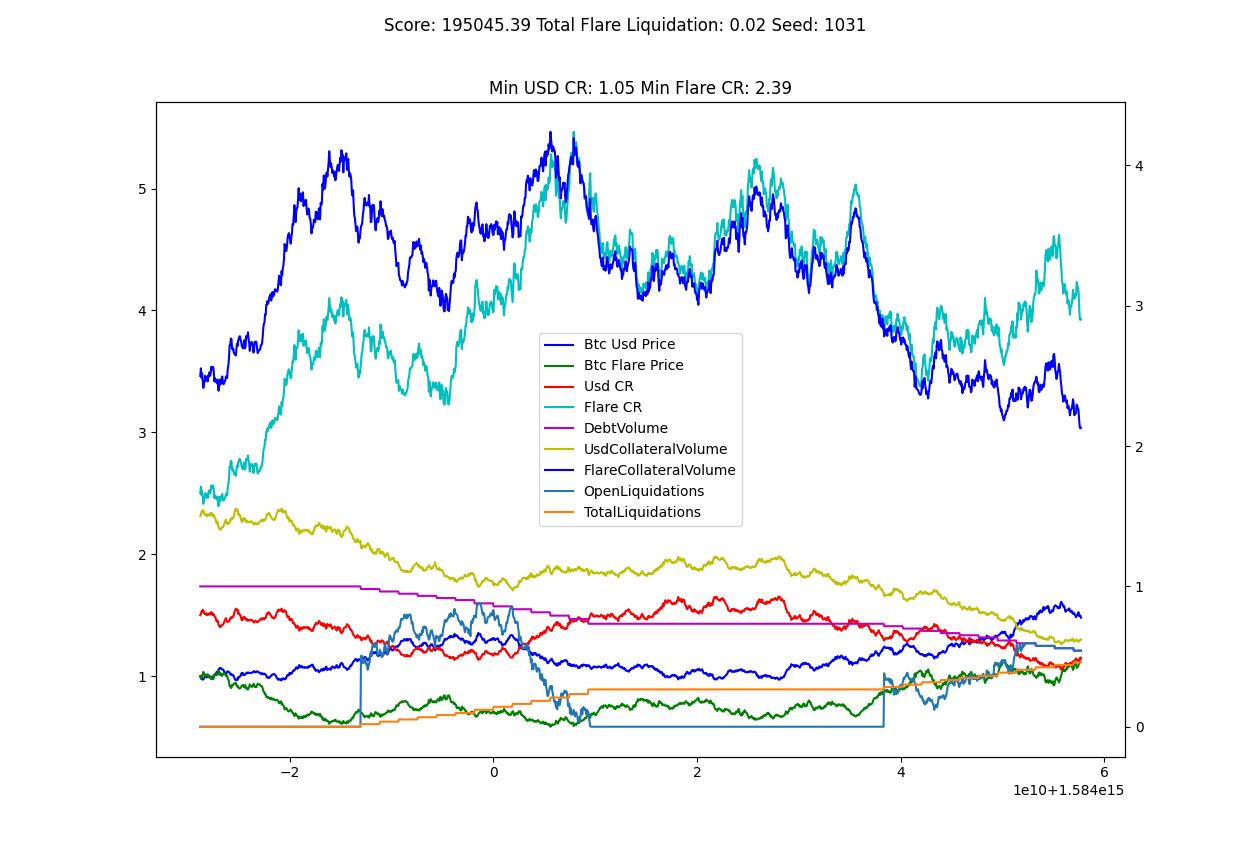 Score: 195045.39 Total Flare Liquidation: 0.02 Seed: 1031
Min USD CR: 1.05 Min Flare CR: 2.39
5
4
3
2
1
4
3
2
1
0
Btc Usd Price
Btc Flare Price
Usd CR
Flare CR
DebtVolume
UsdCollateralVolume
FlareCollateralVolume
OpenLiquidations
TotalLiquidations
−2 0 2 4 6
1e10+1.584e15